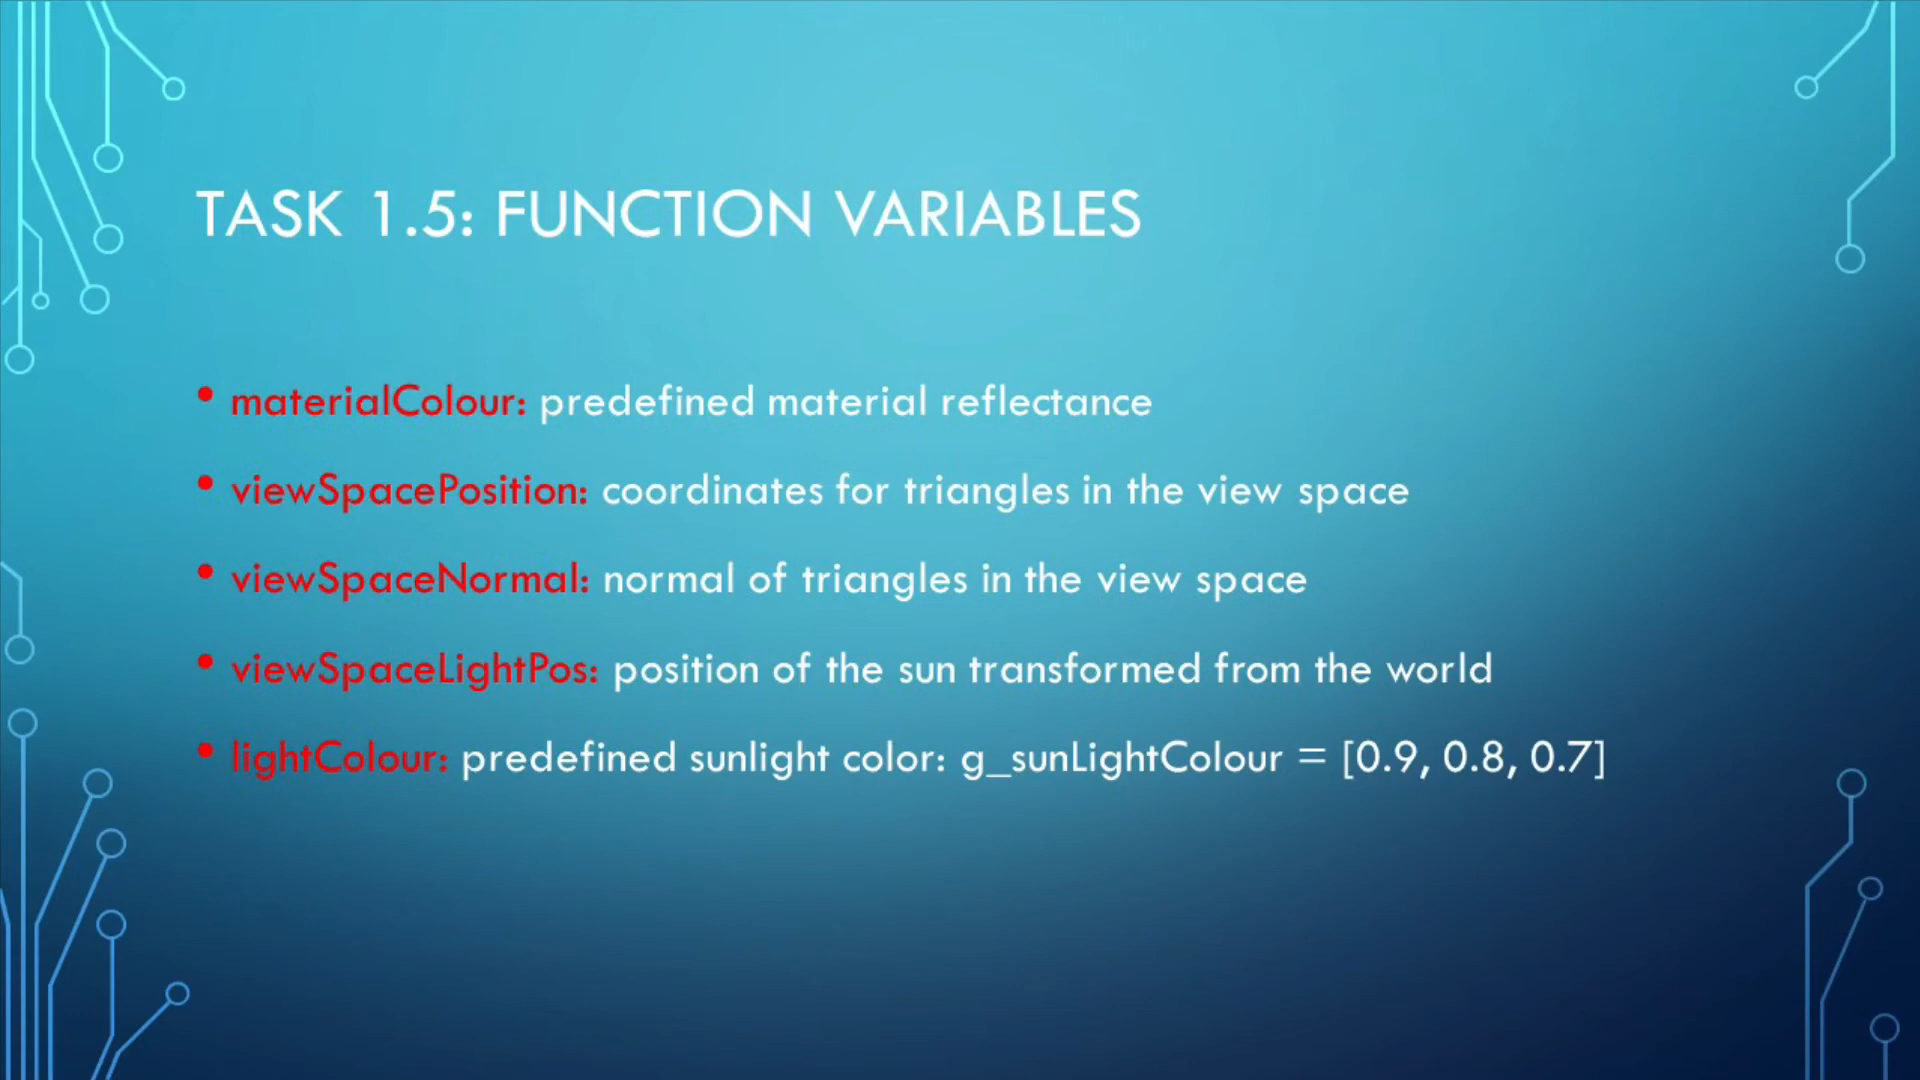 TASK 1.5: FUNCTION VARIABLES
• materialColour: predefined material reflectance
• viewSpacePosition: coordinates for triangles in the view space
• viewSpaceNormal: normal of triangles in the view space
• viewSpaceLightPos: position of the sun transformed from the world
• lightColour: predefined sunlight color: g_sunLightColour = [0.9, 0.8, 0.7]